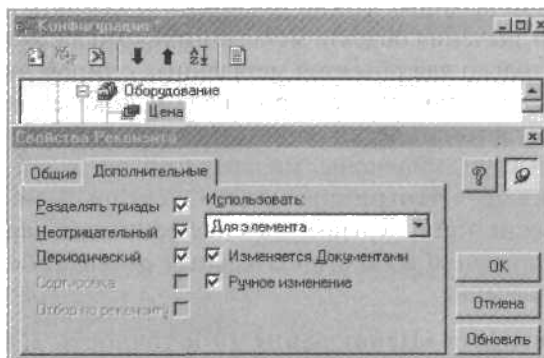 Конфигурация
Оборудование
Цена
Свойства Реквизита
Общие
Дополнительные
Разделять триады
Неотрицательный
Периодический
Сортировка
Отбор по реквизиту
Использовать:
Для элемента
Изменяется Документами
Ручное изменение
OK
Отмена
Обновить